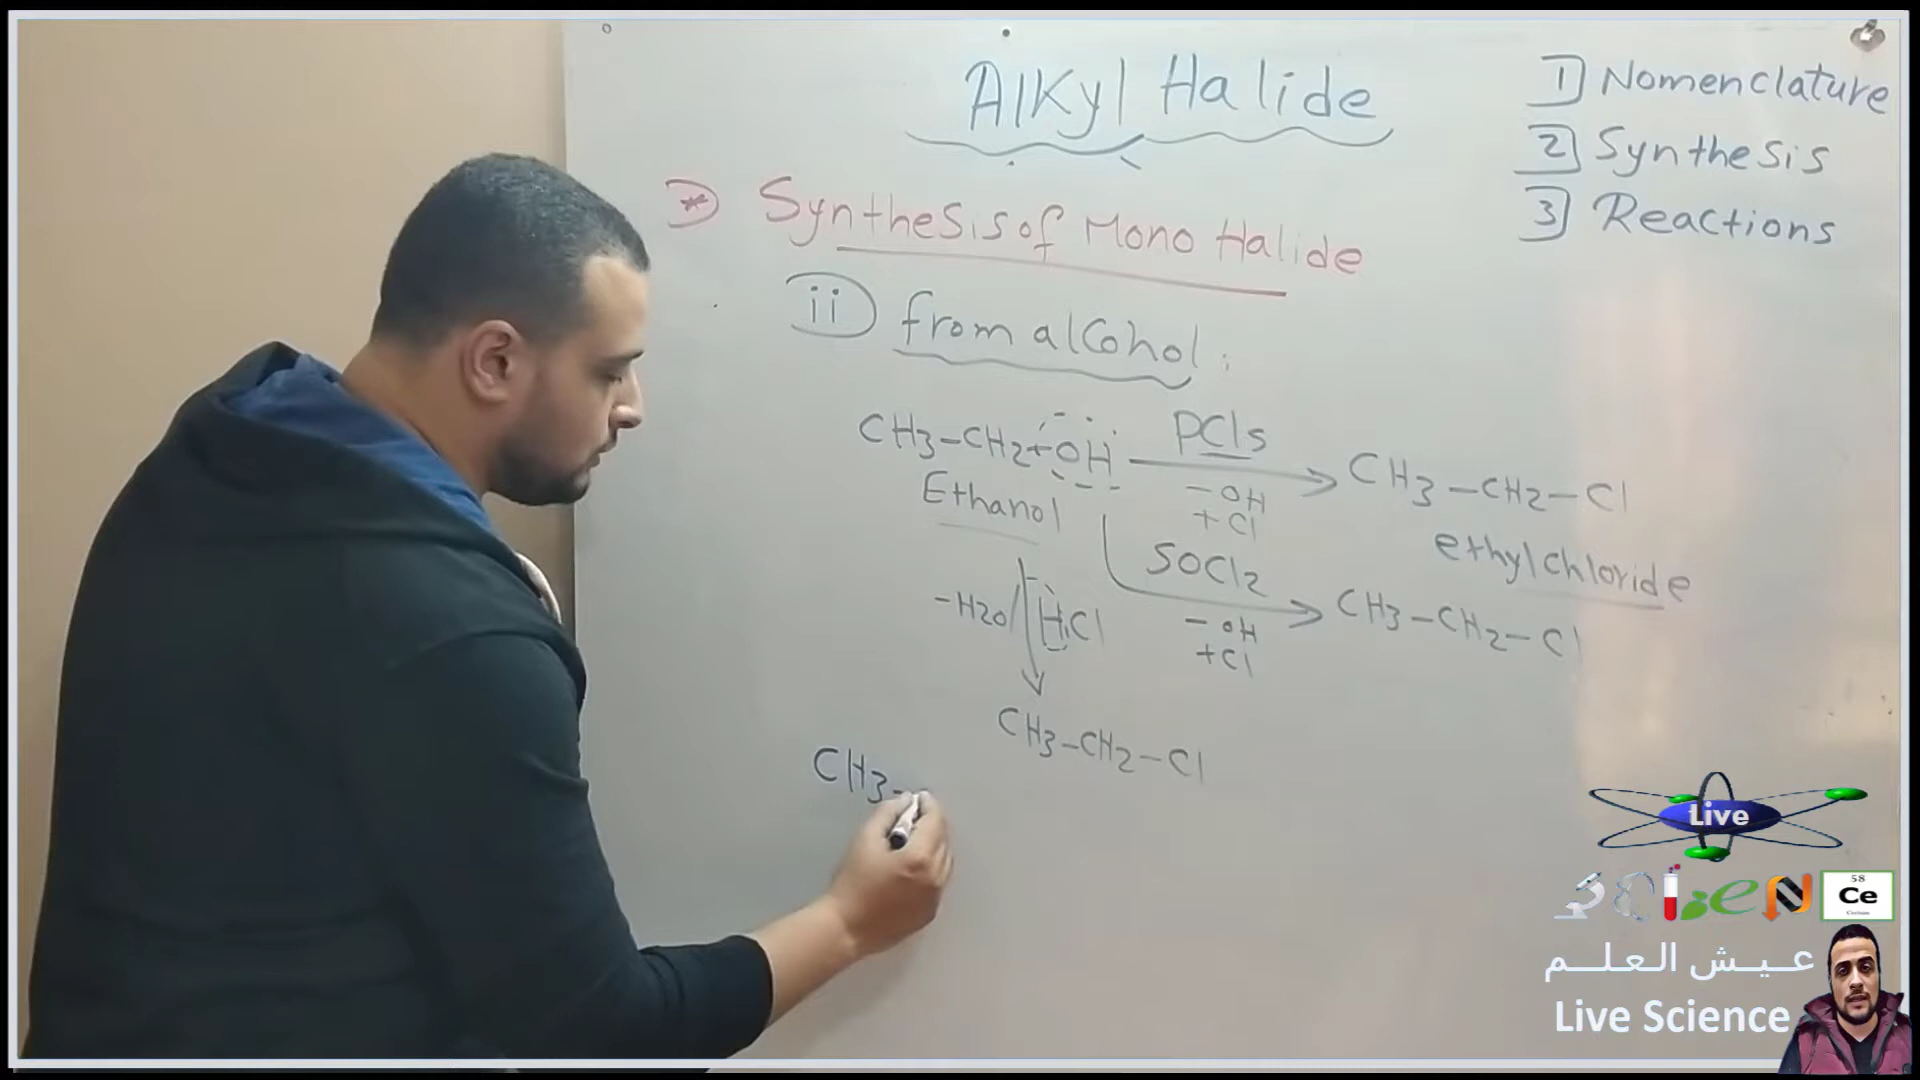 Alkyl Halide
1 Nomenclature
2 Synthesis
3 Reactions
* Synthesis of Mono Halide
ii from alcohol :
CH3-CH2+OH
PCl5
-OH
+Cl
CH3-CH2-Cl
Ethanol
ethylchloride
SOCl2
-OH
+Cl
CH3-CH2-Cl
-H2O/HCl
CH3-CH2-Cl
CH3-
Live
SCIEN
58
Ce
Cerium
عيش العلم
Live Science